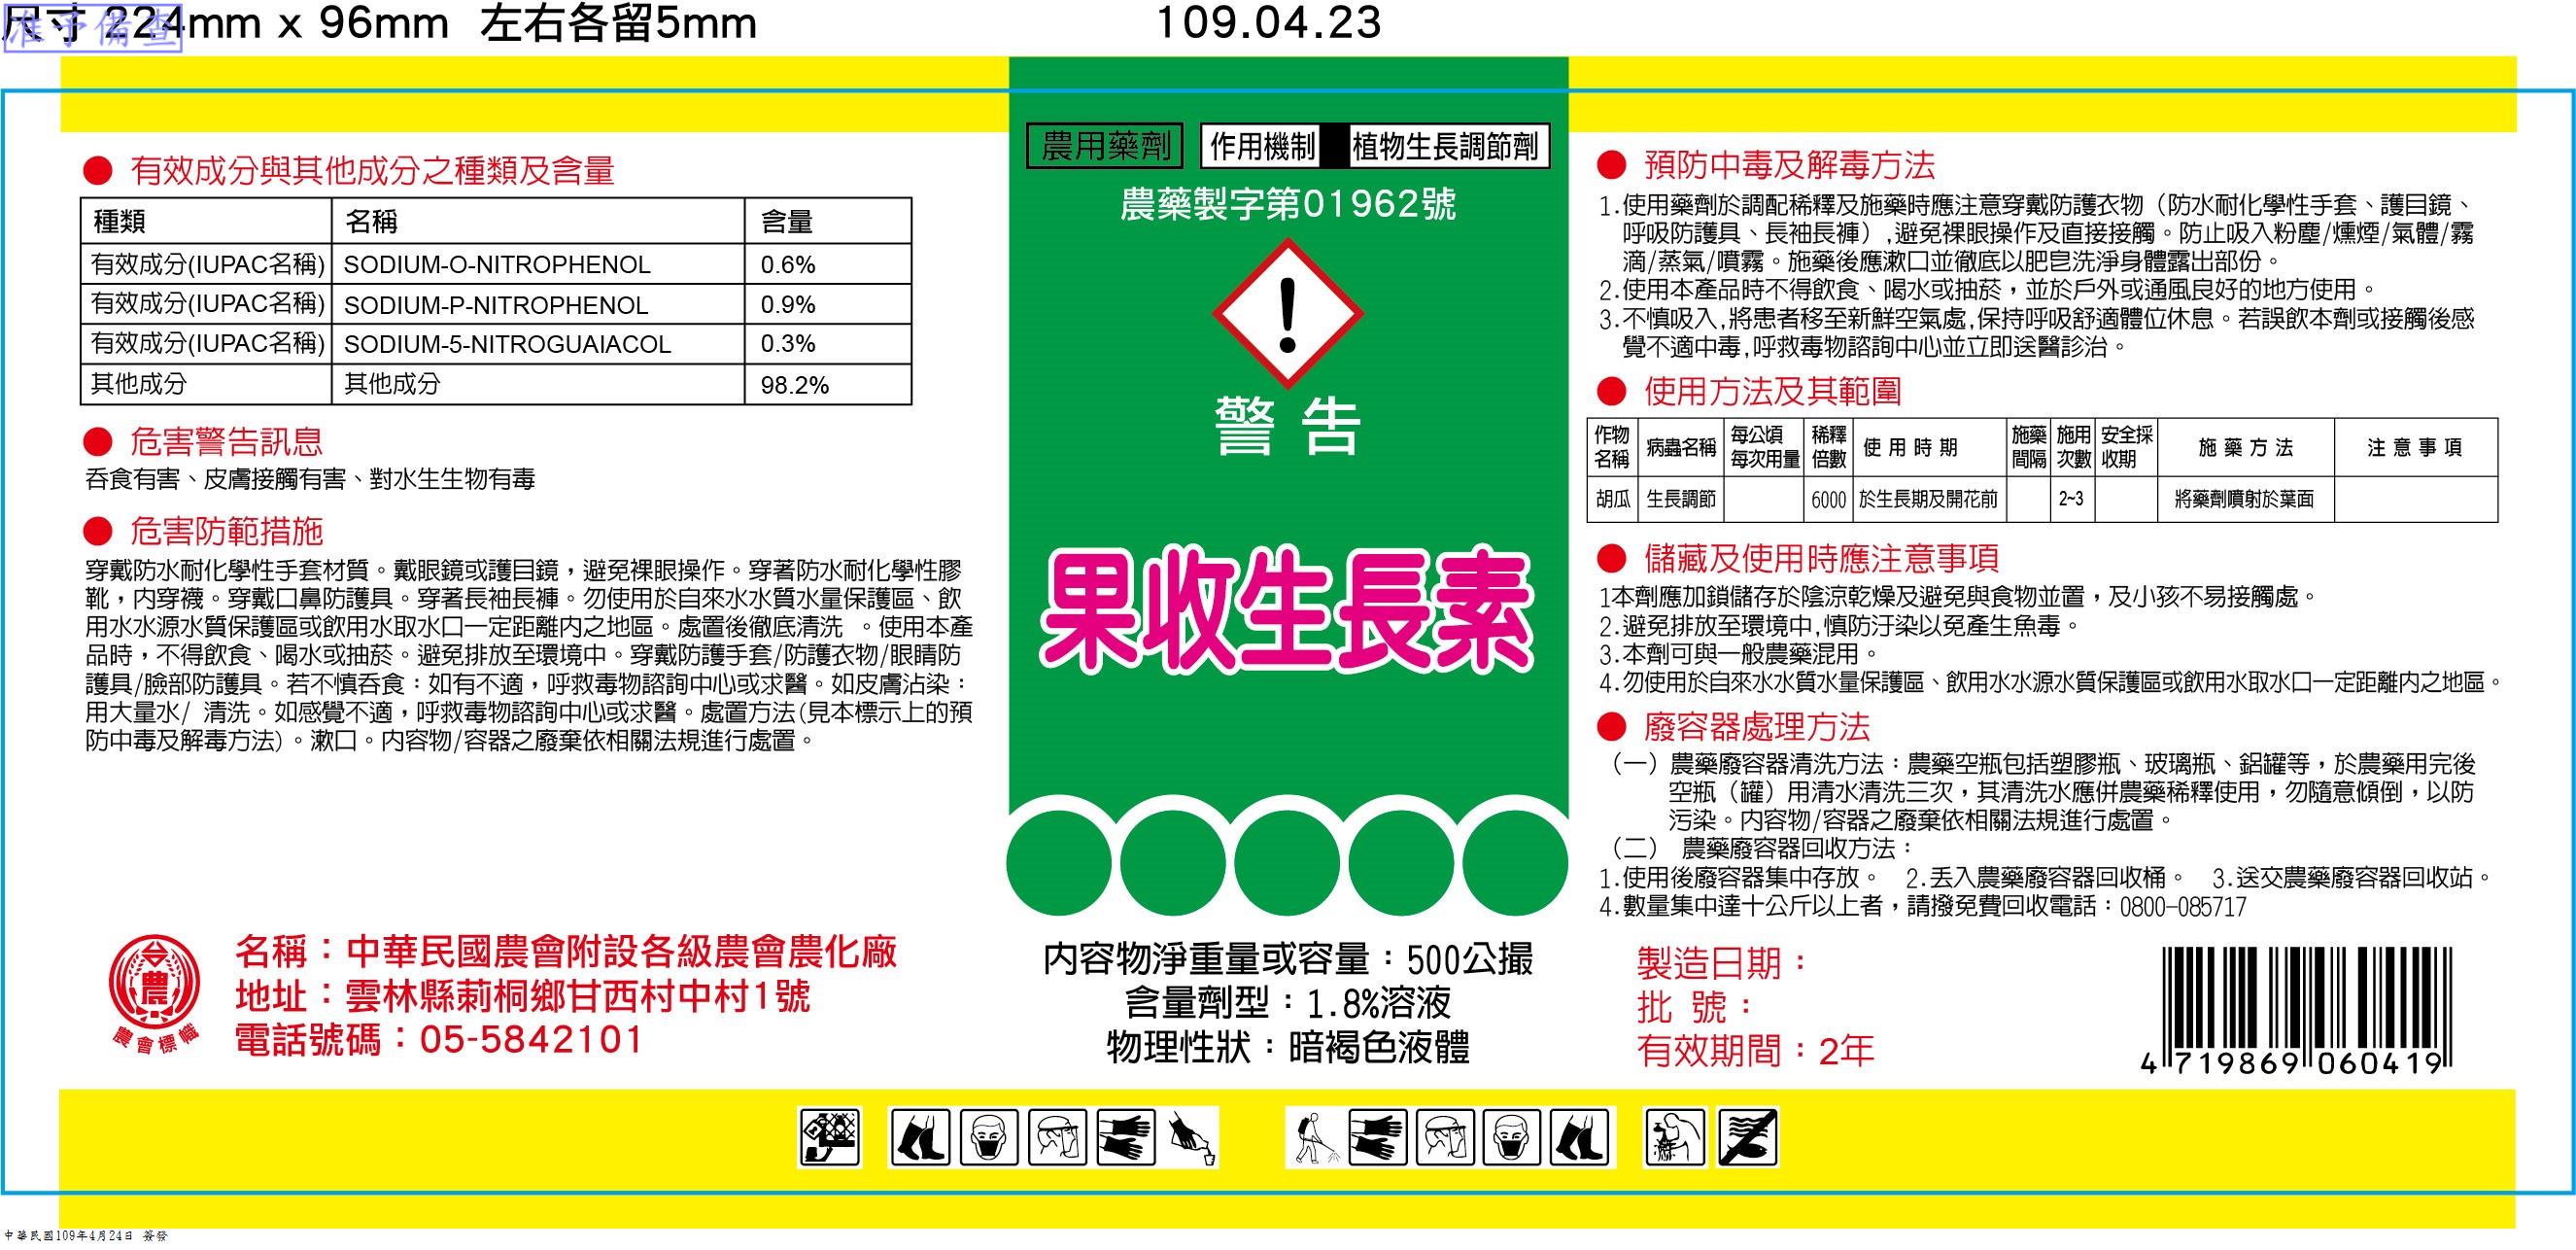 尺寸 224mm x 96mm 左右各留5mm
109.04.23
准予備查
● 有效成分與其他成分之種類及含量
種類 名稱 含量
有效成分(IUPAC名稱) SODIUM-O-NITROPHENOL 0.6%
有效成分(IUPAC名稱) SODIUM-P-NITROPHENOL 0.9%
有效成分(IUPAC名稱) SODIUM-5-NITROGUAIACOL 0.3%
其他成分 其他成分 98.2%
● 危害警告訊息
吞食有害、皮膚接觸有害、對水生生物有毒
● 危害防範措施
穿戴防水耐化學性手套材質。戴眼鏡或護目鏡，避免裸眼操作。穿著防水耐化學性膠
靴，内穿襪。穿戴口鼻防護具。穿著長袖長褲。勿使用於自來水水質水量保護區、飲
用水水源水質保護區或飲用水取水口一定距離内之地區。處置後徹底清洗 。使用本產
品時，不得飲食、喝水或抽菸。避免排放至環境中。穿戴防護手套/防護衣物/眼睛防
護具/臉部防護具。若不慎吞食：如有不適，呼救毒物諮詢中心或求醫。如皮膚沾染：
用大量水/ 清洗。如感覺不適，呼救毒物諮詢中心或求醫。處置方法(見本標示上的預
防中毒及解毒方法)。漱口。内容物/容器之廢棄依相關法規進行處置。
農
農會標幟
名稱：中華民國農會附設各級農會農化廠
地址：雲林縣莿桐鄉甘西村中村1號
電話號碼：05-5842101
農用藥劑 作用機制 植物生長調節劑
農藥製字第01962號
!
警 告
果收生長素
内容物淨重量或容量：500公撮
含量劑型：1.8%溶液
物理性狀：暗褐色液體
● 預防中毒及解毒方法
1.使用藥劑於調配稀釋及施藥時應注意穿戴防護衣物（防水耐化學性手套、護目鏡、
呼吸防護具、長袖長褲）,避免裸眼操作及直接接觸。防止吸入粉塵/燻煙/氣體/霧
滴/蒸氣/噴霧。施藥後應漱口並徹底以肥皂洗淨身體露出部份。
2.使用本產品時不得飲食、喝水或抽菸，並於戶外或通風良好的地方使用。
3.不慎吸入,將患者移至新鮮空氣處,保持呼吸舒適體位休息。若誤飲本劑或接觸後感
覺不適中毒,呼救毒物諮詢中心並立即送醫診治。
● 使用方法及其範圍
作物名稱 病蟲名稱 每公頃每次用量 稀釋倍數 使用時期 施藥間隔 施用次數 安全採收期 施藥方法 注意事項
胡瓜 生長調節 6000 於生長期及開花前 2~3 將藥劑噴射於葉面
● 儲藏及使用時應注意事項
1本劑應加鎖儲存於陰涼乾燥及避免與食物並置，及小孩不易接觸處。
2.避免排放至環境中,慎防汙染以免產生魚毒。
3.本劑可與一般農藥混用。
4.勿使用於自來水水質水量保護區、飲用水水源水質保護區或飲用水取水口一定距離内之地區。
● 廢容器處理方法
（一）農藥廢容器清洗方法：農藥空瓶包括塑膠瓶、玻璃瓶、鋁罐等，於農藥用完後
空瓶（罐）用清水清洗三次，其清洗水應併農藥稀釋使用，勿隨意傾倒，以防
污染。内容物/容器之廢棄依相關法規進行處置。
（二） 農藥廢容器回收方法：
1.使用後廢容器集中存放。 2.丟入農藥廢容器回收桶。 3.送交農藥廢容器回收站。
4.數量集中達十公斤以上者，請撥免費回收電話：0800-085717
製造日期：
批 號：
有效期間：2年
4 719869 060419
中華民國109年4月24日 簽發